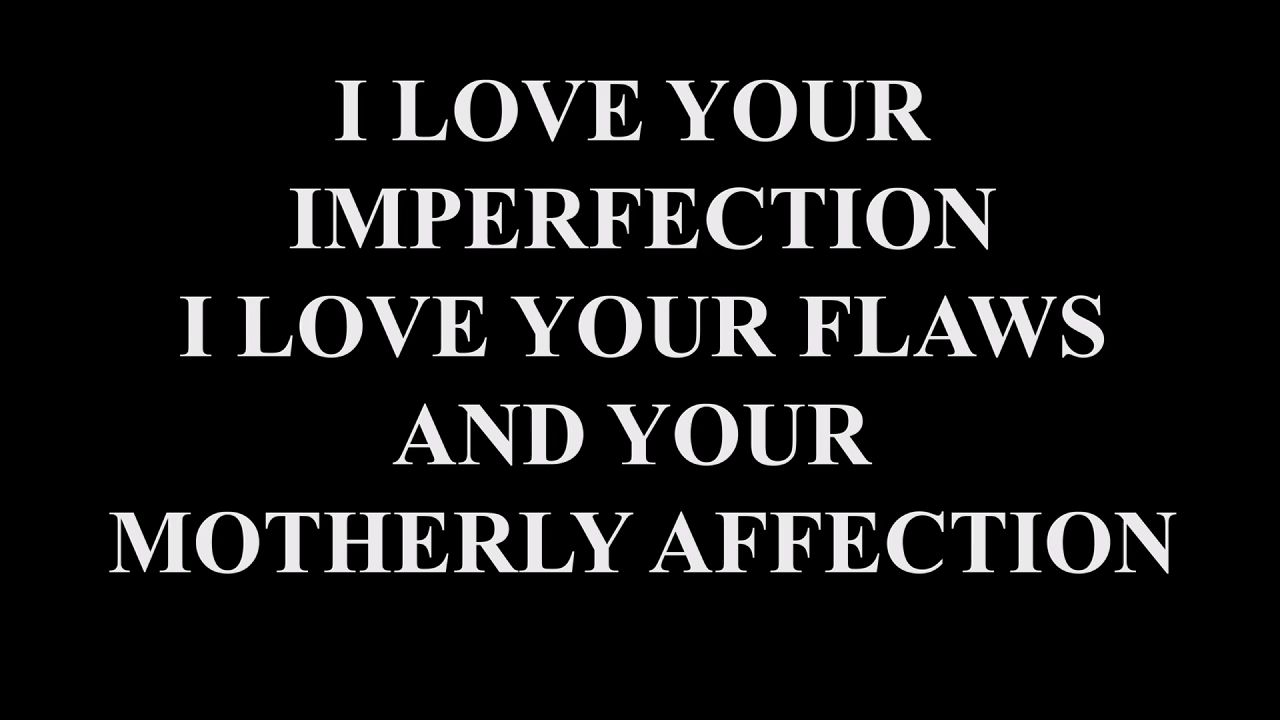 I LOVE YOUR
IMPERFECTION
I LOVE YOUR FLAWS
AND YOUR
MOTHERLY AFFECTION